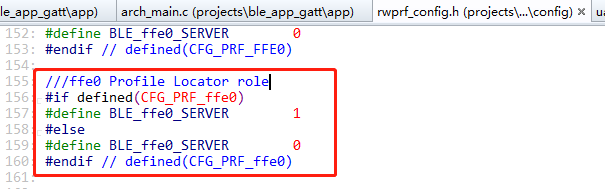 ble_app_gatt\app)
arch_main.c (projects\ble_app_gatt\app)
rwprf_config.h (projects\...\config)
152: #define BLE_ffe0_SERVER 0
153: #endif // defined(CFG_PRF_FFE0)
154:
155: ///ffe0 Profile Locator role
156: #if defined(CFG_PRF_ffe0)
157: #define BLE_ffe0_SERVER 1
158: #else
159: #define BLE_ffe0_SERVER 0
160: #endif // defined(CFG_PRF_ffe0)
161: